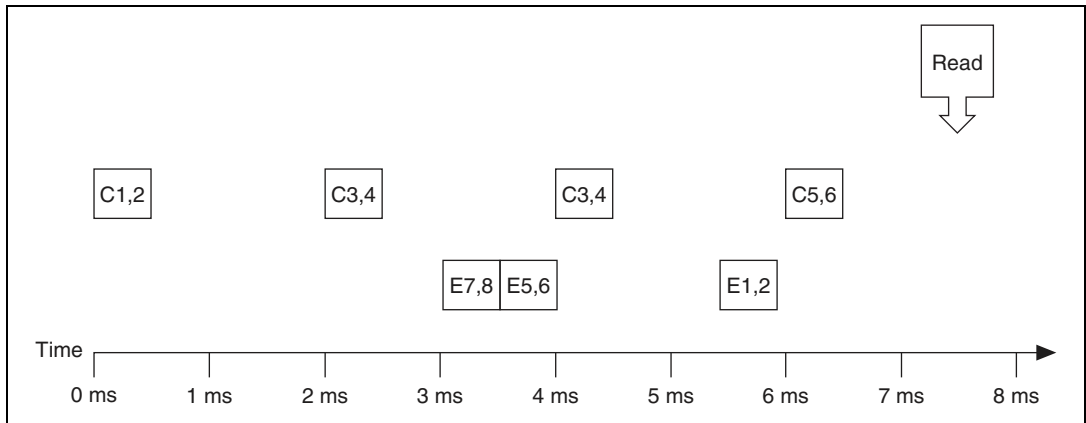 Read
C1,2 C3,4 C3,4 C5,6
E7,8 E5,6 E1,2
Time
0 ms 1 ms 2 ms 3 ms 4 ms 5 ms 6 ms 7 ms 8 ms